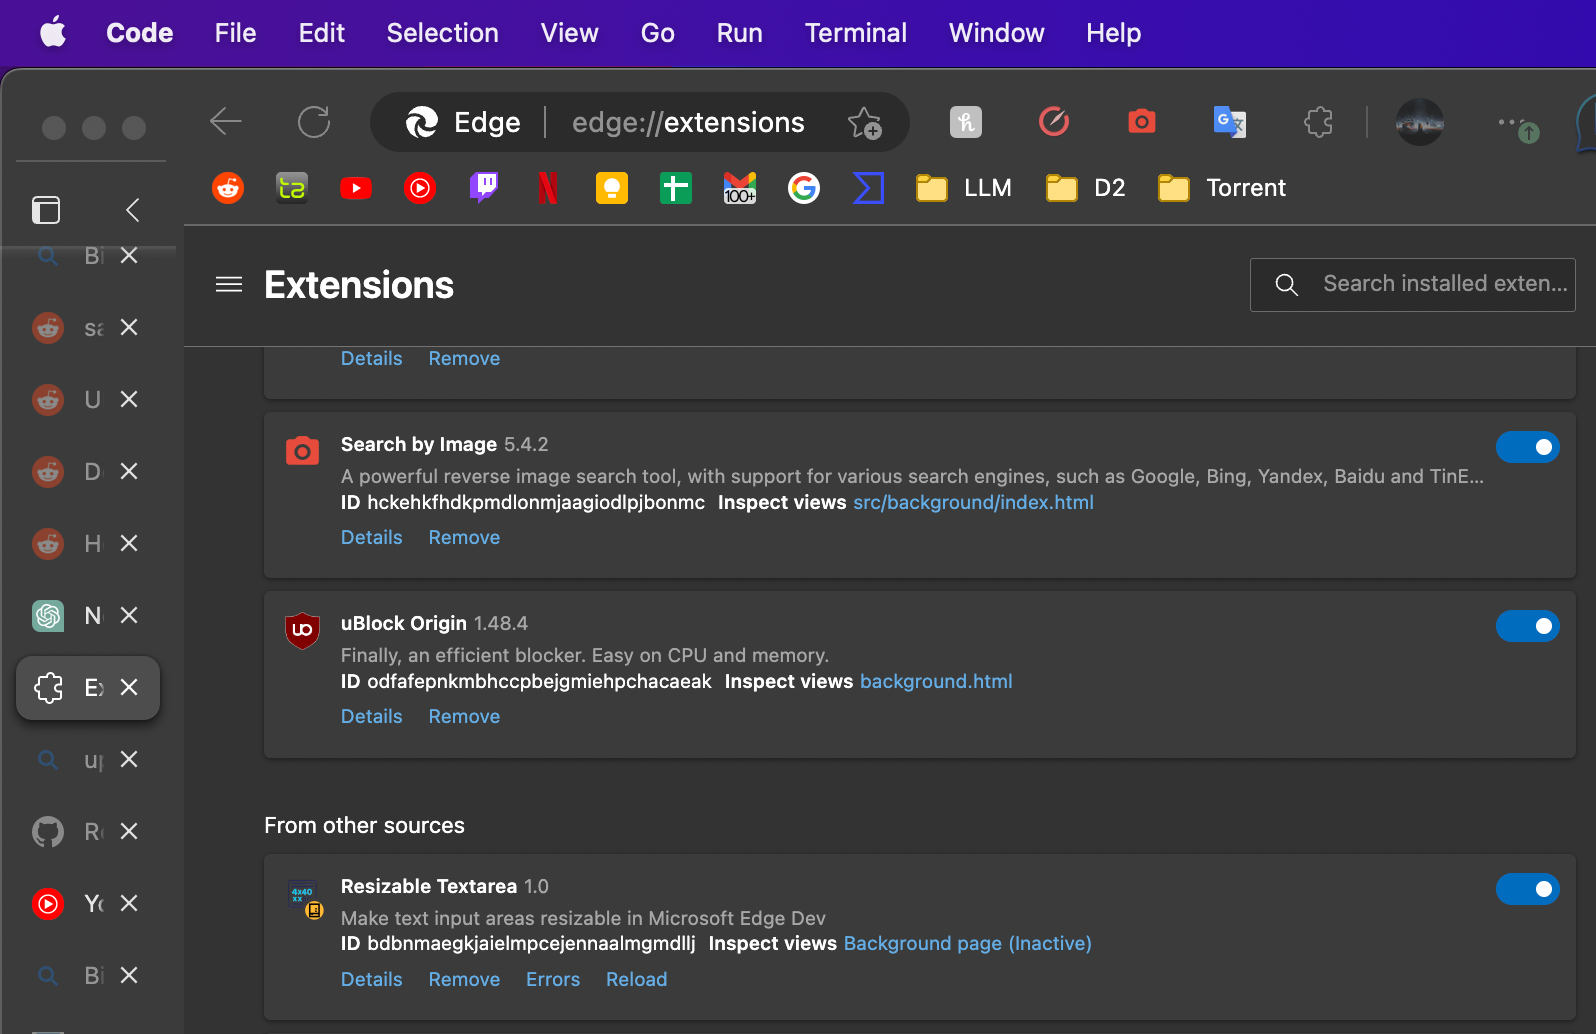 Code File Edit Selection View Go Run Terminal Window Help
Edge edge://extensions
100+ LLM D2 Torrent
Extensions
Search installed exten...
Details Remove
Search by Image 5.4.2
A powerful reverse image search tool, with support for various search engines, such as Google, Bing, Yandex, Baidu and TinE...
ID hckehkfhdkpmdlonmjaagiodlpjbonmc Inspect views src/background/index.html
Details Remove
uBlock Origin 1.48.4
Finally, an efficient blocker. Easy on CPU and memory.
ID odfafepnkmbhccpbejgmiehpchacaeak Inspect views background.html
Details Remove
From other sources
4x40
xx
Resizable Textarea 1.0
Make text input areas resizable in Microsoft Edge Dev
ID bdbnmaegkjaielmpcejennaalmgmdllj Inspect views Background page (Inactive)
Details Remove Errors Reload